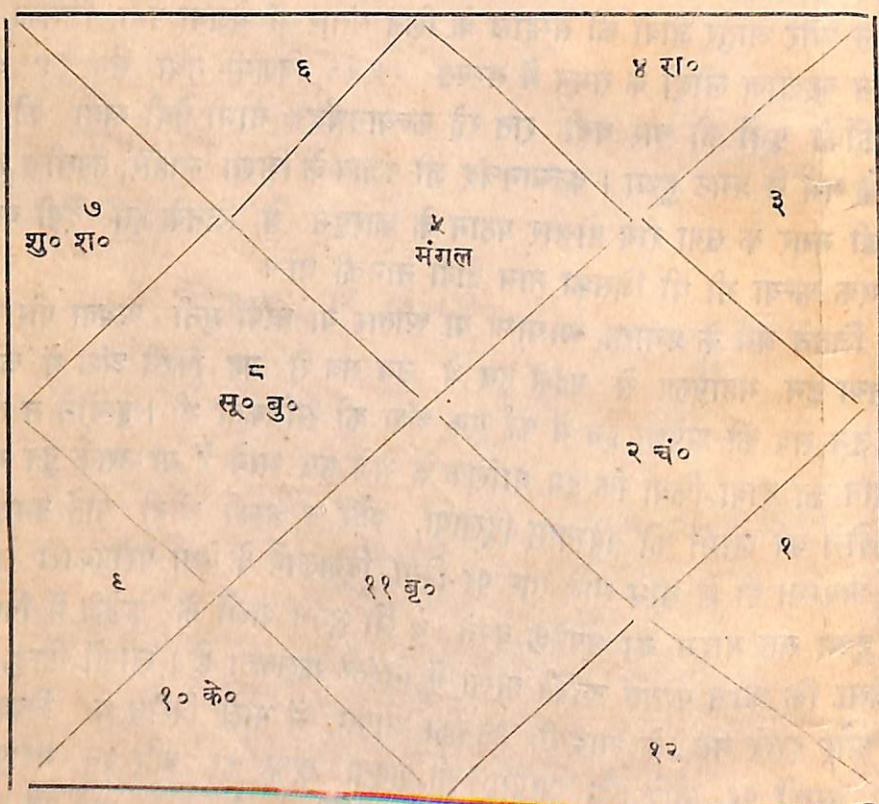 ६
४ रा०
३
७
शु० श०
५
मंगल
८
सू० बु०
२ चं०
१
९
११ बृ०
१० के०
१२